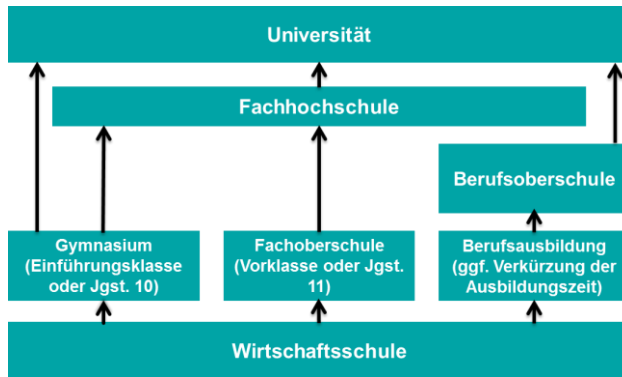 Universität
Fachhochschule
Berufsoberschule
Gymnasium
(Einführungsklasse
oder Jgst. 10)
Fachoberschule
(Vorklasse oder Jgst.
11)
Berufsausbildung
(ggf. Verkürzung der
Ausbildungszeit)
Wirtschaftsschule